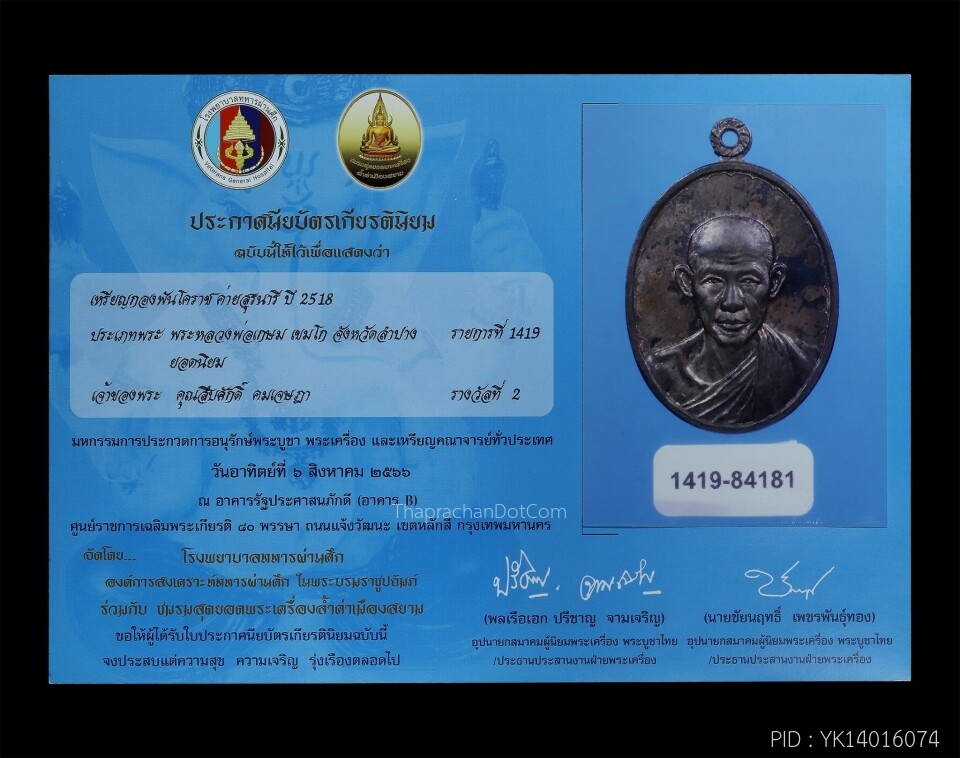 โรงพยาบาลทหารผ่านศึก
Veterans General Hospital
ชมรมสุดยอดพระเครื่อง
ล้ำค่าเมืองสยาม
ประกาศนียบัตรเกียรตินิยม
ฉบับนี้ให้ไว้เพื่อแสดงว่า
เหรียญกองพันโคราช ค่ายสุรนารี ปี 2518
ประเภทพระ พระหลวงพ่อเกษม เขมโก จังหวัดลำปาง รายการที่ 1419
ยอดนิยม
เจ้าของพระ คุณสืบศักดิ์ คมเจษฎา รางวัลที่ 2
มหกรรมการประกวดการอนุรักษ์พระบูชา พระเครื่อง และเหรียญคณาจารย์ทั่วประเทศ
วันอาทิตย์ที่ ๖ สิงหาคม ๒๕๖๖
ณ อาคารรัฐประศาสนภักดี (อาคาร B)
ThaprachanDotCom
ศูนย์ราชการเฉลิมพระเกียรติ ๘๐ พรรษา ถนนแจ้งวัฒนะ เขตหลักสี่ กรุงเทพมหานคร
จัดโดย... โรงพยาบาลทหารผ่านศึก
องค์การสงเคราะห์ทหารผ่านศึก ในพระบรมราชูปถัมภ์
ร่วมกับ ชมรมสุดยอดพระเครื่องล้ำค่าเมืองสยาม
ขอให้ผู้ได้รับใบประกาศนียบัตรเกียรตินิยมฉบับนี้
จงประสบแต่ความสุข ความเจริญ รุ่งเรืองตลอดไป
1419-84181
(พลเรือเอก ปรีชาญ จามเจริญ)
อุปนายกสมาคมผู้นิยมพระเครื่อง พระบูชาไทย
/ประธานประสานงานฝ่ายพระเครื่อง
(นายชัยนฤทธิ์ เพชรพันธุ์ทอง)
อุปนายกสมาคมผู้นิยมพระเครื่อง พระบูชาไทย
/ประธานประสานงานฝ่ายพระเครื่อง
PID : YK14016074